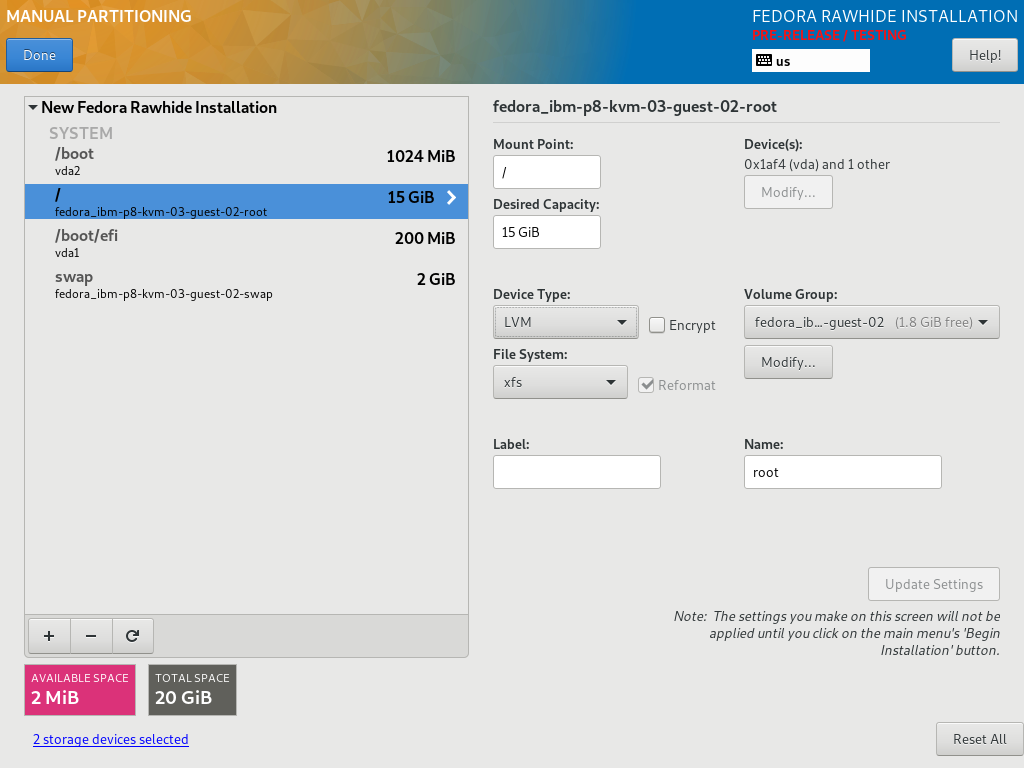 MANUAL PARTITIONING
Done
FEDORA RAWHIDE INSTALLATION
PRE-RELEASE / TESTING
us
Help!
New Fedora Rawhide Installation
SYSTEM
/boot
1024 MiB
vda2
/
15 GiB
fedora_ibm-p8-kvm-03-guest-02-root
/boot/efi
200 MiB
vda1
swap
2 GiB
fedora_ibm-p8-kvm-03-guest-02-swap
+ −
AVAILABLE SPACE
2 MiB
TOTAL SPACE
20 GiB
2 storage devices selected
fedora_ibm-p8-kvm-03-guest-02-root
Mount Point:
/
Device(s):
0x1af4 (vda) and 1 other
Modify...
Desired Capacity:
15 GiB
Device Type:
LVM
Encrypt
Volume Group:
fedora_ib...-guest-02 (1.8 GiB free)
Modify...
File System:
xfs
Reformat
Label:
Name:
root
Update Settings
Note: The settings you make on this screen will not be
applied until you click on the main menu's 'Begin
Installation' button.
Reset All